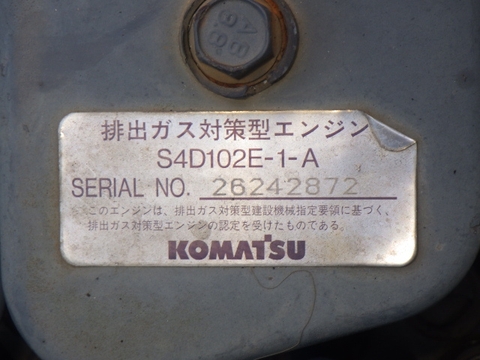 排出ガス対策型エンジン
S4D102E-1-A
SERIAL NO. 26242872
このエンジンは、排出ガス対策型建設機械指定要領に基づく、
排出ガス対策型エンジンの認定を受けたものである。
KOMATSU